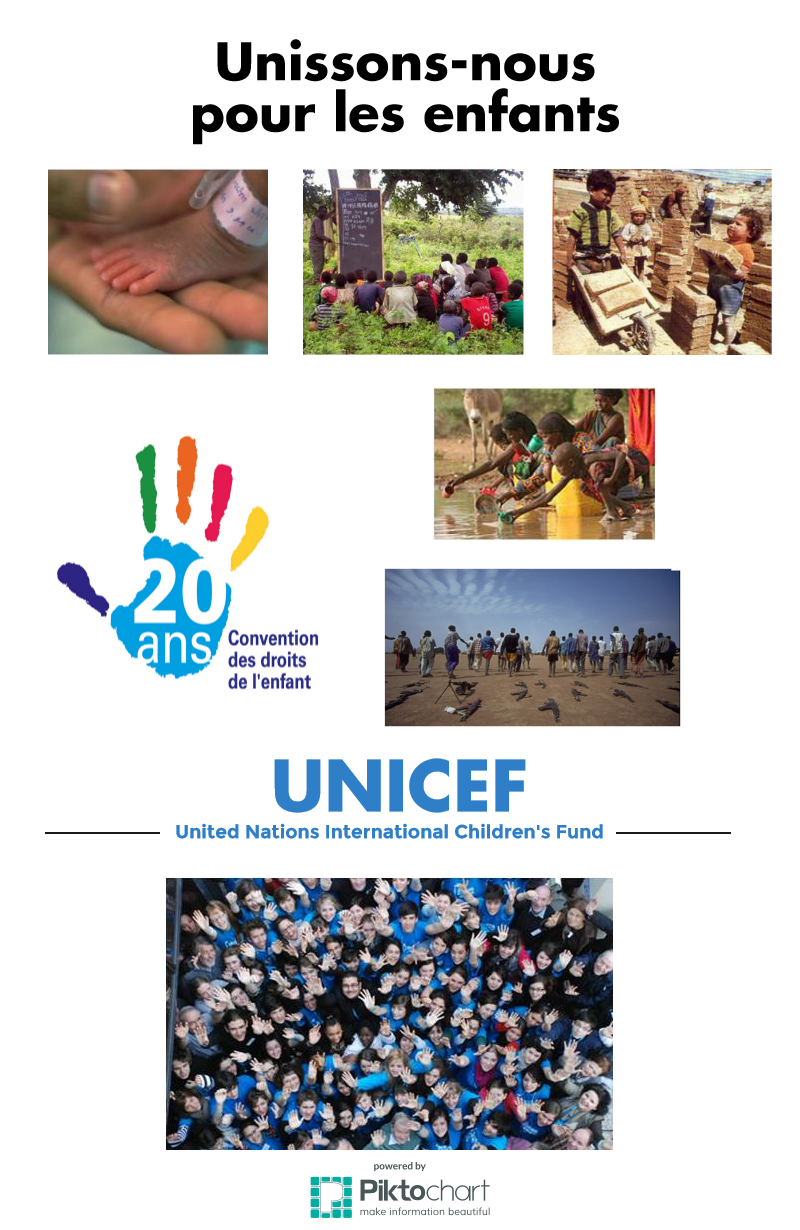 Unissons-nous
pour les enfants
20
ans
Convention
des droits
de l'enfant
UNICEF
United Nations International Children's Fund
powered by
Piktochart
make information beautiful